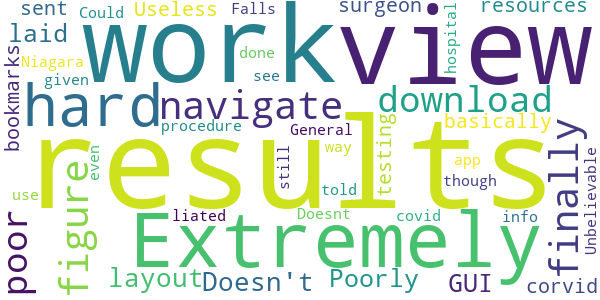 sent
Could
Useless
Falls
surgeon
hospital
resources
laid
work
view
bookmarks
Niagara
given
done
see
hard
navigate
download
procedure
General
basically
results
figure
even
still
way
testing
app
though
finally
Unbelievable
use
told
poor
liated
Doesnt
covid
info
Extremely
layout
Doesn't
Poorly
GUI
corvid